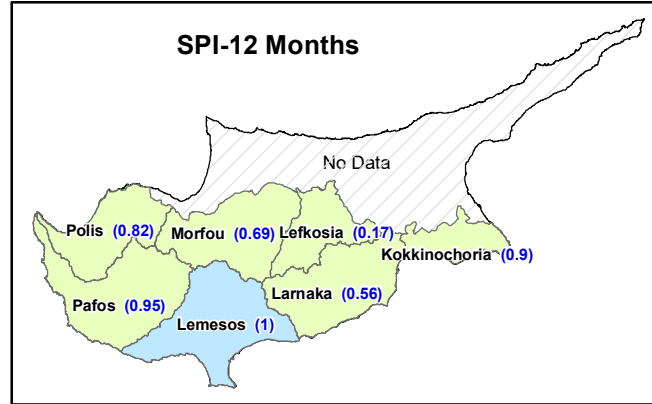 SPI-12 Months
No Data
Polis (0.82)
Morfou (0.69)
Lefkosia (0.17)
Kokkinochoria (0.9)
Pafos (0.95)
Larnaka (0.56)
Lemesos (1)